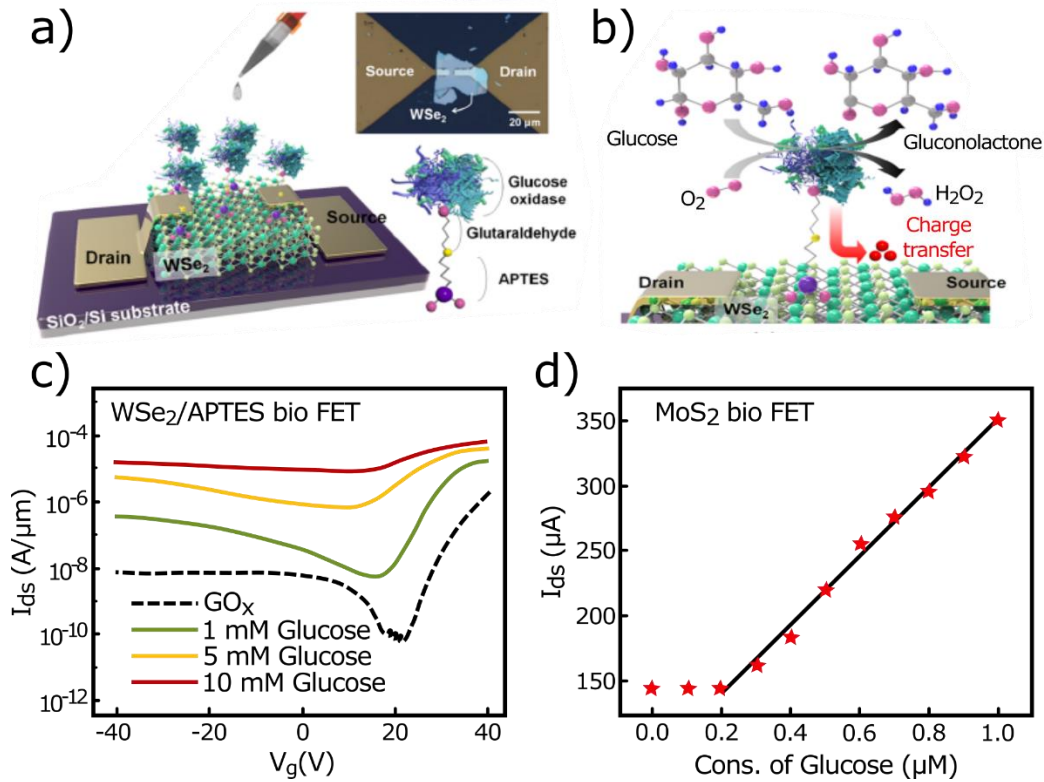 a)
Source
Drain
WSe₂
20 µm
Glucose
oxidase
Glutaraldehyde
APTES
Drain
WSe₂
Source
SiO₂/Si substrate
b)
Glucose
Gluconolactone
O₂
H₂O₂
Charge
transfer
Drain
Source
WSe₂
c)
WSe₂/APTES bio FET
I_ds (A/µm)
10⁻⁴
10⁻⁶
10⁻⁸
10⁻¹⁰
10⁻¹²
GOₓ
1 mM Glucose
5 mM Glucose
10 mM Glucose
-40 -20 0 20 40
V_g(V)
d)
MoS₂ bio FET
I_ds (µA)
350
300
250
200
150
0.0 0.2 0.4 0.6 0.8 1.0
Cons. of Glucose (µM)